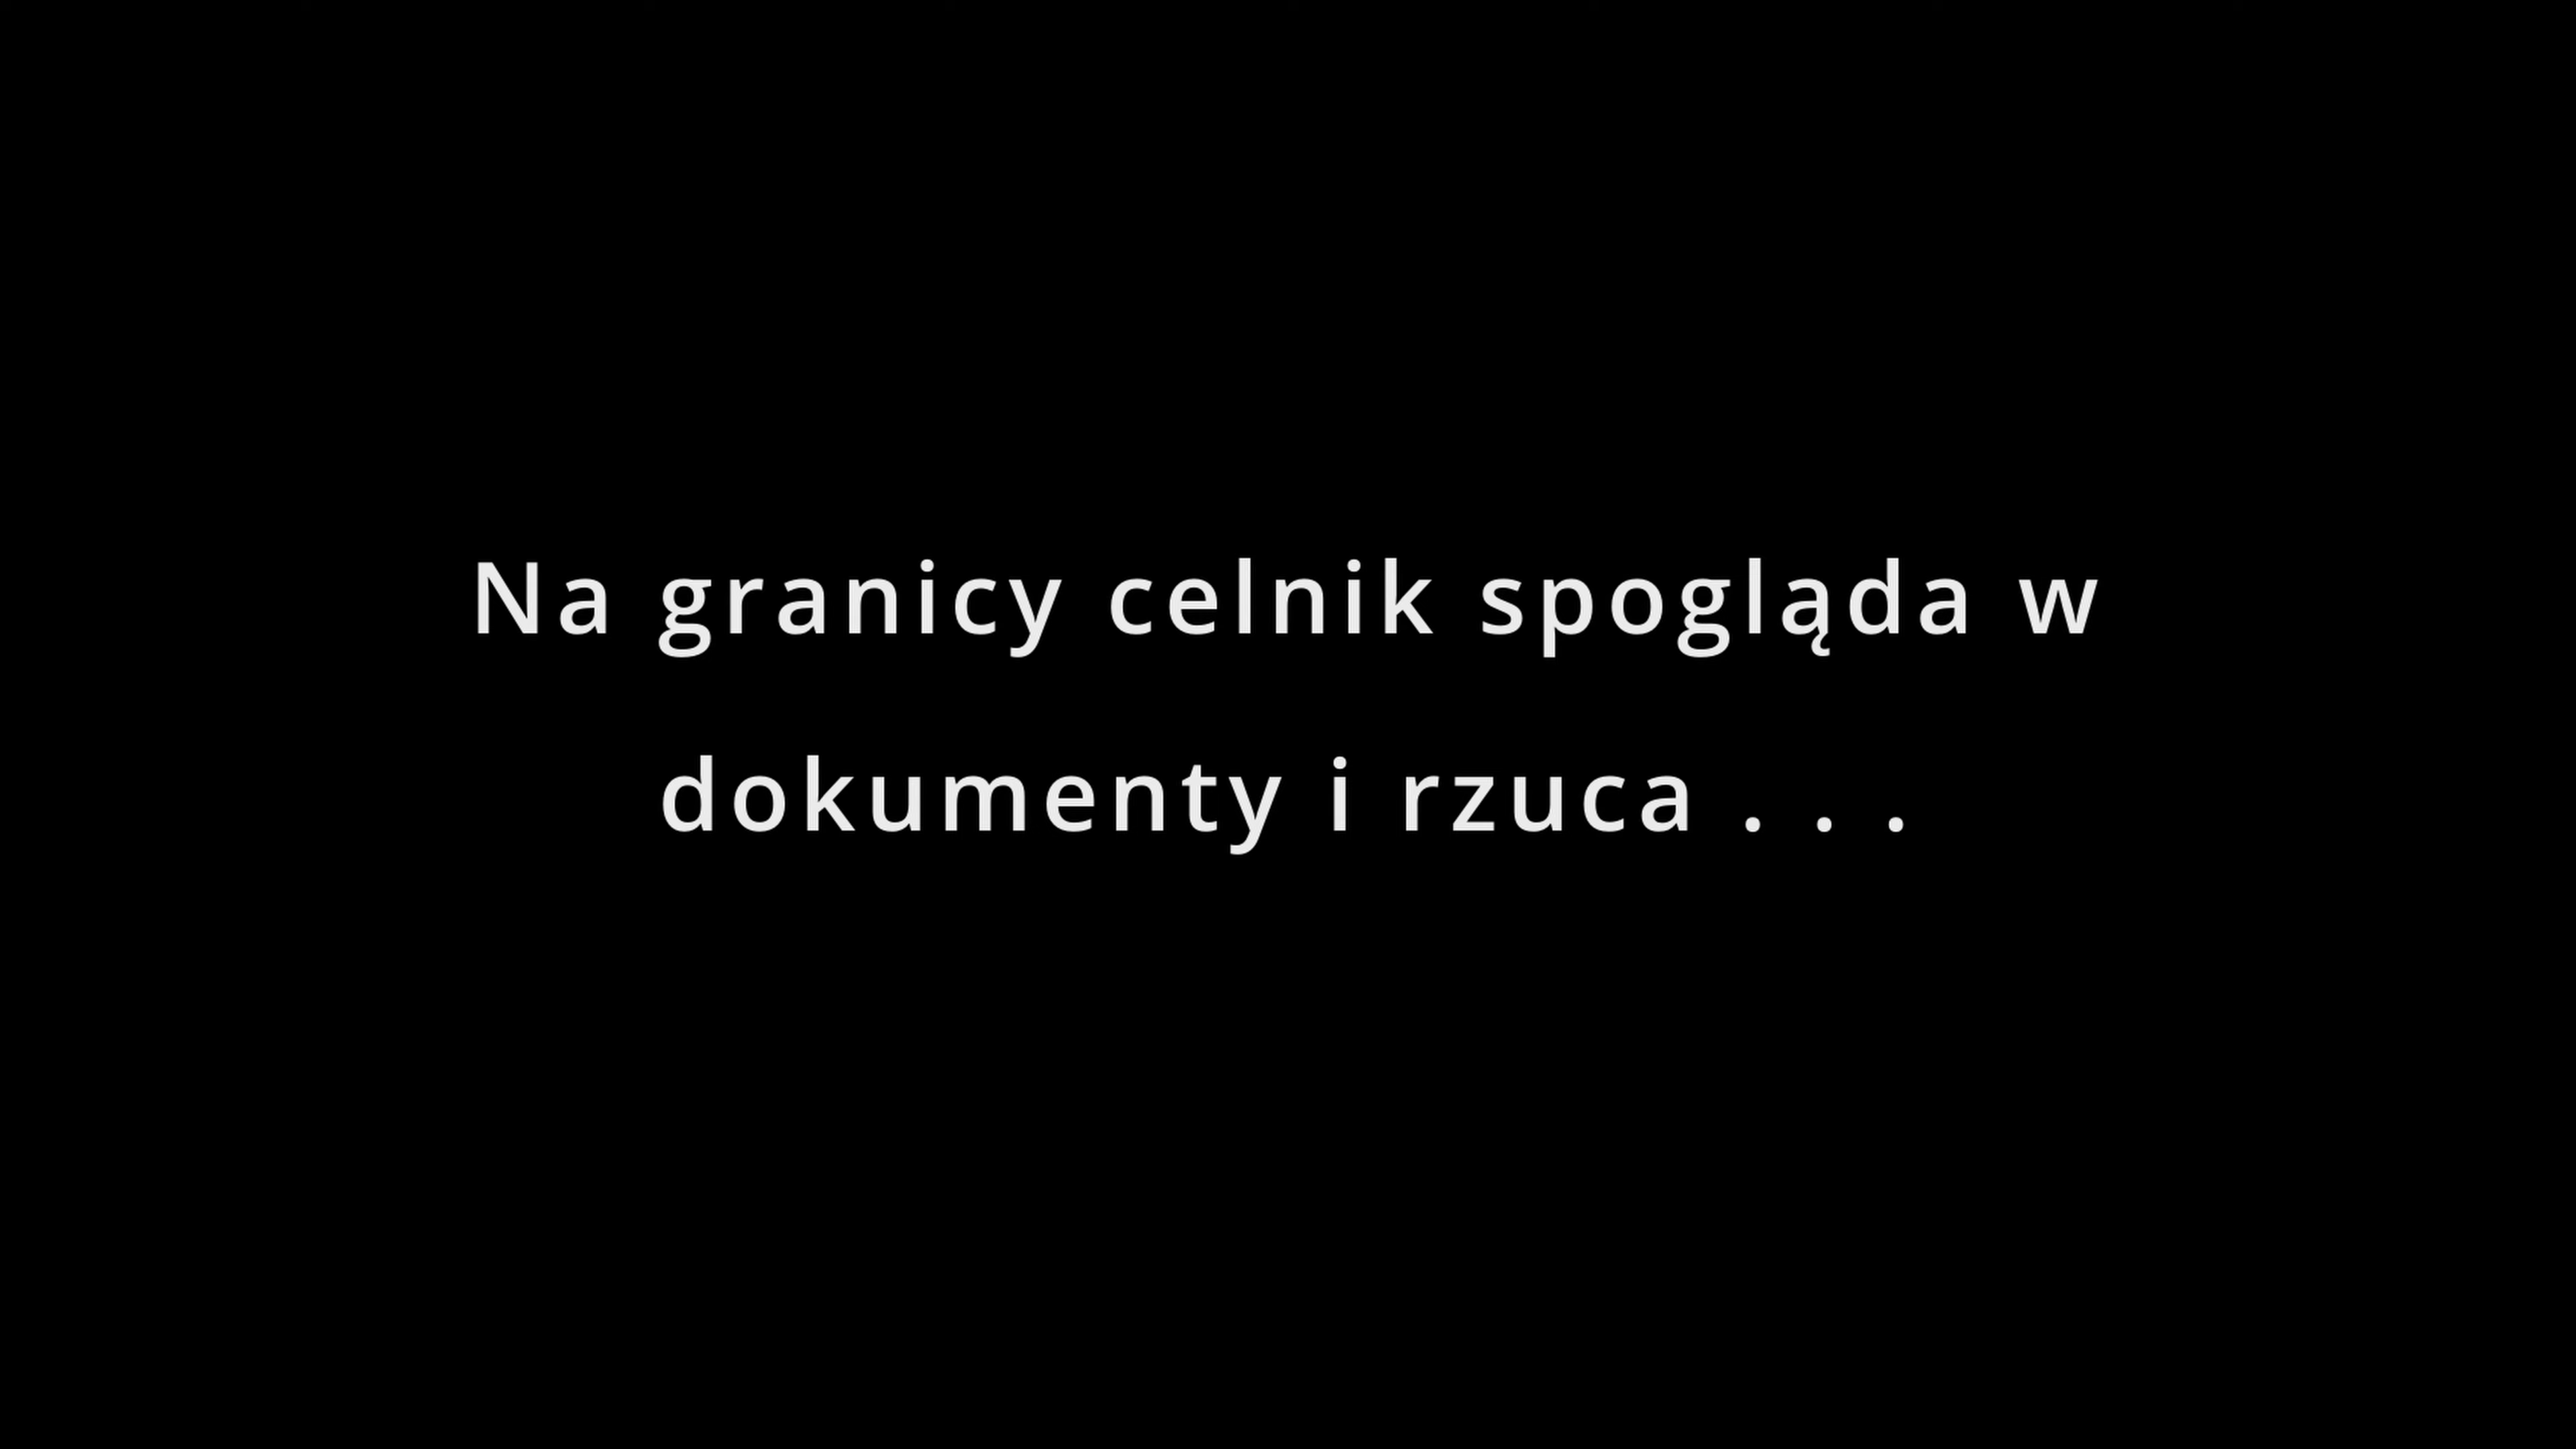 Na granicy celnik spogląda w
dokumenty i rzuca . . .